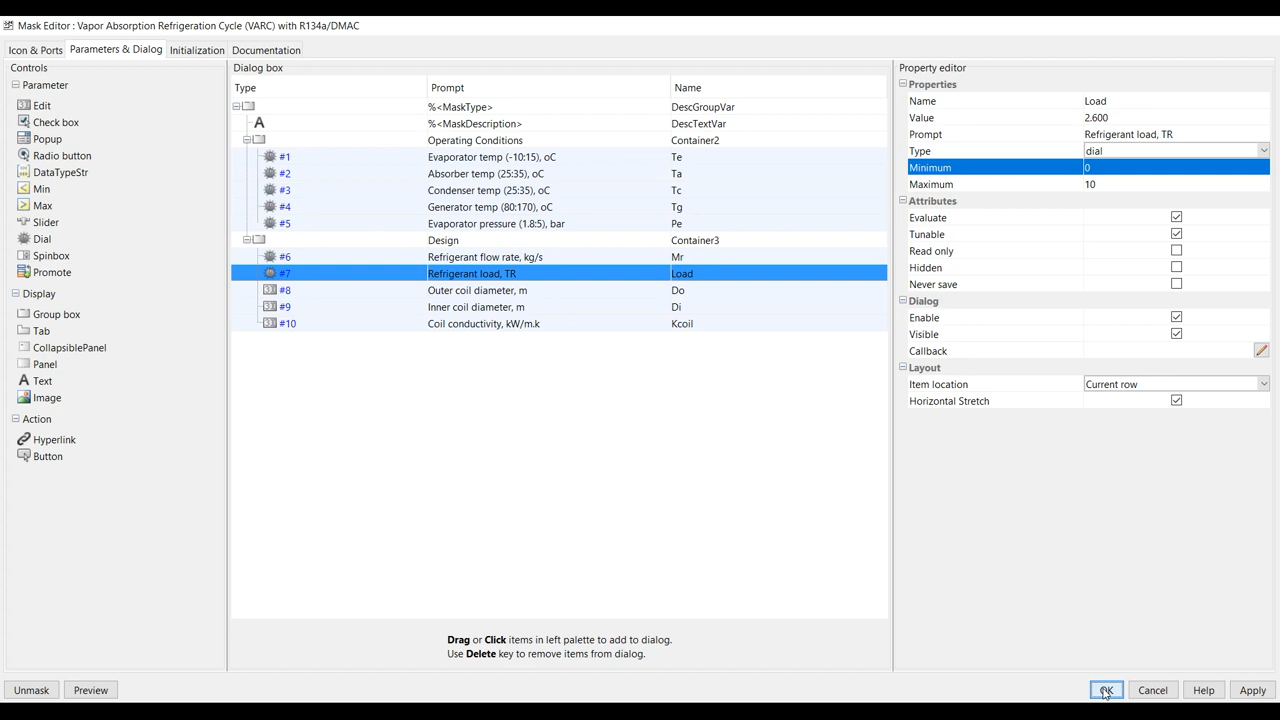 Mask Editor : Vapor Absorption Refrigeration Cycle (VARC) with R134a/DMAC
Icon & Ports
Parameters & Dialog
Initialization
Documentation
Controls
Parameter
Edit
Check box
Popup
Radio button
DataTypeStr
Min
Max
Slider
Dial
Spinbox
Promote
Display
Group box
Tab
CollapsiblePanel
Panel
A Text
Image
Action
Hyperlink
Button
Dialog box
Type Prompt Name
%<MaskType> DescGroupVar
A %<MaskDescription> DescTextVar
Operating Conditions Container2
#1 Evaporator temp (-10:15), oC Te
#2 Absorber temp (25:35), oC Ta
#3 Condenser temp (25:35), oC Tc
#4 Generator temp (80:170), oC Tg
#5 Evaporator pressure (1.8:5), bar Pe
Design Container3
#6 Refrigerant flow rate, kg/s Mr
#7 Refrigerant load, TR Load
#8 Outer coil diameter, m Do
#9 Inner coil diameter, m Di
#10 Coil conductivity, kW/m.k Kcoil
Drag or Click items in left palette to add to dialog.
Use Delete key to remove items from dialog.
Property editor
Properties
Name Load
Value 2.600
Prompt Refrigerant load, TR
Type dial
Minimum 0
Maximum 10
Attributes
Evaluate
Tunable
Read only
Hidden
Never save
Dialog
Enable
Visible
Callback
Layout
Item location Current row
Horizontal Stretch
Unmask Preview OK Cancel Help Apply